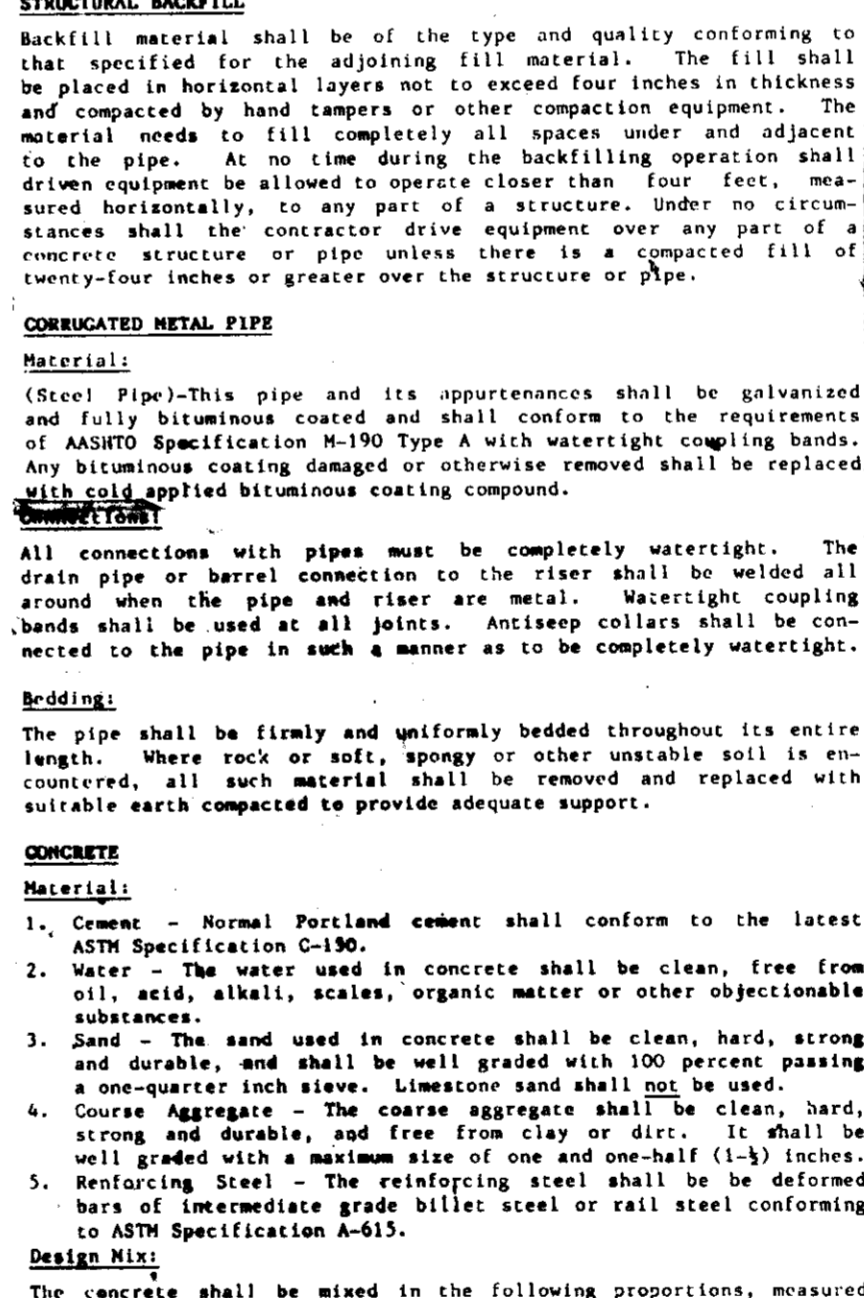 STRUCTURAL BACKFILL
Backfill material shall be of the type and quality conforming to
that specified for the adjoining fill material. The fill shall
be placed in horizontal layers not to exceed four inches in thickness
and compacted by hand tampers or other compaction equipment. The
material needs to fill completely all spaces under and adjacent
to the pipe. At no time during the backfilling operation shall
driven equipment be allowed to operate closer than four feet, mea-
sured horizontally, to any part of a structure. Under no circum-
stances shall the contractor drive equipment over any part of a
concrete structure or pipe unless there is a compacted fill of
twenty-four inches or greater over the structure or pipe.
CORRUGATED METAL PIPE
Material:
(Steel Pipe)-This pipe and its appurtenances shall be galvanized
and fully bituminous coated and shall conform to the requirements
of AASHTO Specification M-190 Type A with watertight coupling bands.
Any bituminous coating damaged or otherwise removed shall be replaced
with cold applied bituminous coating compound.
Connections:
All connections with pipes must be completely watertight. The
drain pipe or barrel connection to the riser shall be welded all
around when the pipe and riser are metal. Watertight coupling
bands shall be used at all joints. Antiseep collars shall be con-
nected to the pipe in such a manner as to be completely watertight.
Bedding:
The pipe shall be firmly and uniformly bedded throughout its entire
length. Where rock or soft, spongy or other unstable soil is en-
countered, all such material shall be removed and replaced with
suitable earth compacted to provide adequate support.
CONCRETE
Material:
1. Cement - Normal Portland cement shall conform to the latest
ASTM Specification C-150.
2. Water - The water used in concrete shall be clean, free from
oil, acid, alkali, scales, organic matter or other objectionable
substances.
3. Sand - The sand used in concrete shall be clean, hard, strong
and durable, and shall be well graded with 100 percent passing
a one-quarter inch sieve. Limestone sand shall not be used.
4. Course Aggregate - The coarse aggregate shall be clean, hard,
strong and durable, and free from clay or dirt. It shall be
well graded with a maximum size of one and one-half (1-½) inches.
5. Renforcing Steel - The reinforcing steel shall be be deformed
bars of intermediate grade billet steel or rail steel conforming
to ASTM Specification A-615.
Design Mix:
The concrete shall be mixed in the following proportions, measured